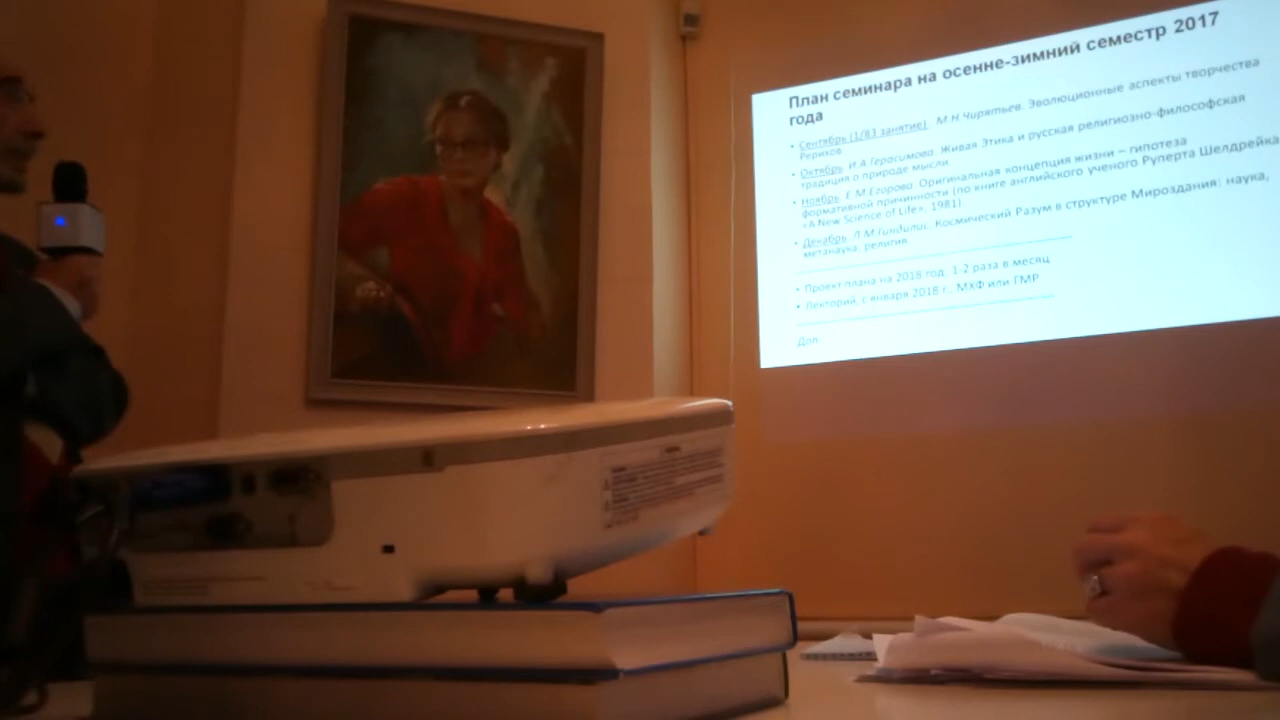 План семинара на осенне-зимний семестр 2017
года
• Сентябрь (1/83 занятие). М.Н.Чирятьев. Эволюционные аспекты творчества
Рерихов.
• Октябрь. И.А.Герасимова. Живая Этика и русская религиозно-философская
традиция о природе мысли.
• Ноябрь. Е.М.Егорова. Оригинальная концепция жизни – гипотеза
формативной причинности (по книге английского ученого Руперта Шелдрейка
«A New Science of Life», 1981).
• Декабрь. Л.М.Гиндилис. Космический Разум в структуре Мироздания: наука,
метанаука, религия.
• Проект плана на 2018 год, 1-2 раза в месяц
• Лекторий, с января 2018 г., МХФ или ГМР
Доп.